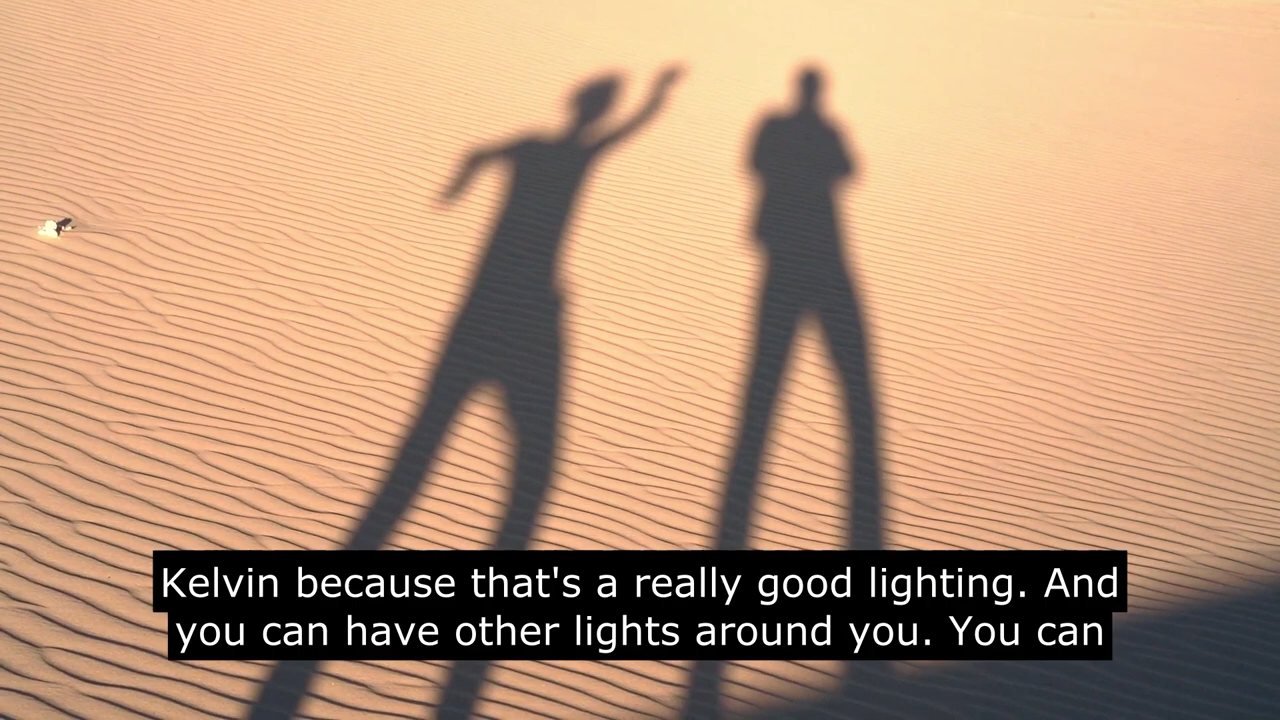 Kelvin because that's a really good lighting. And
you can have other lights around you. You can